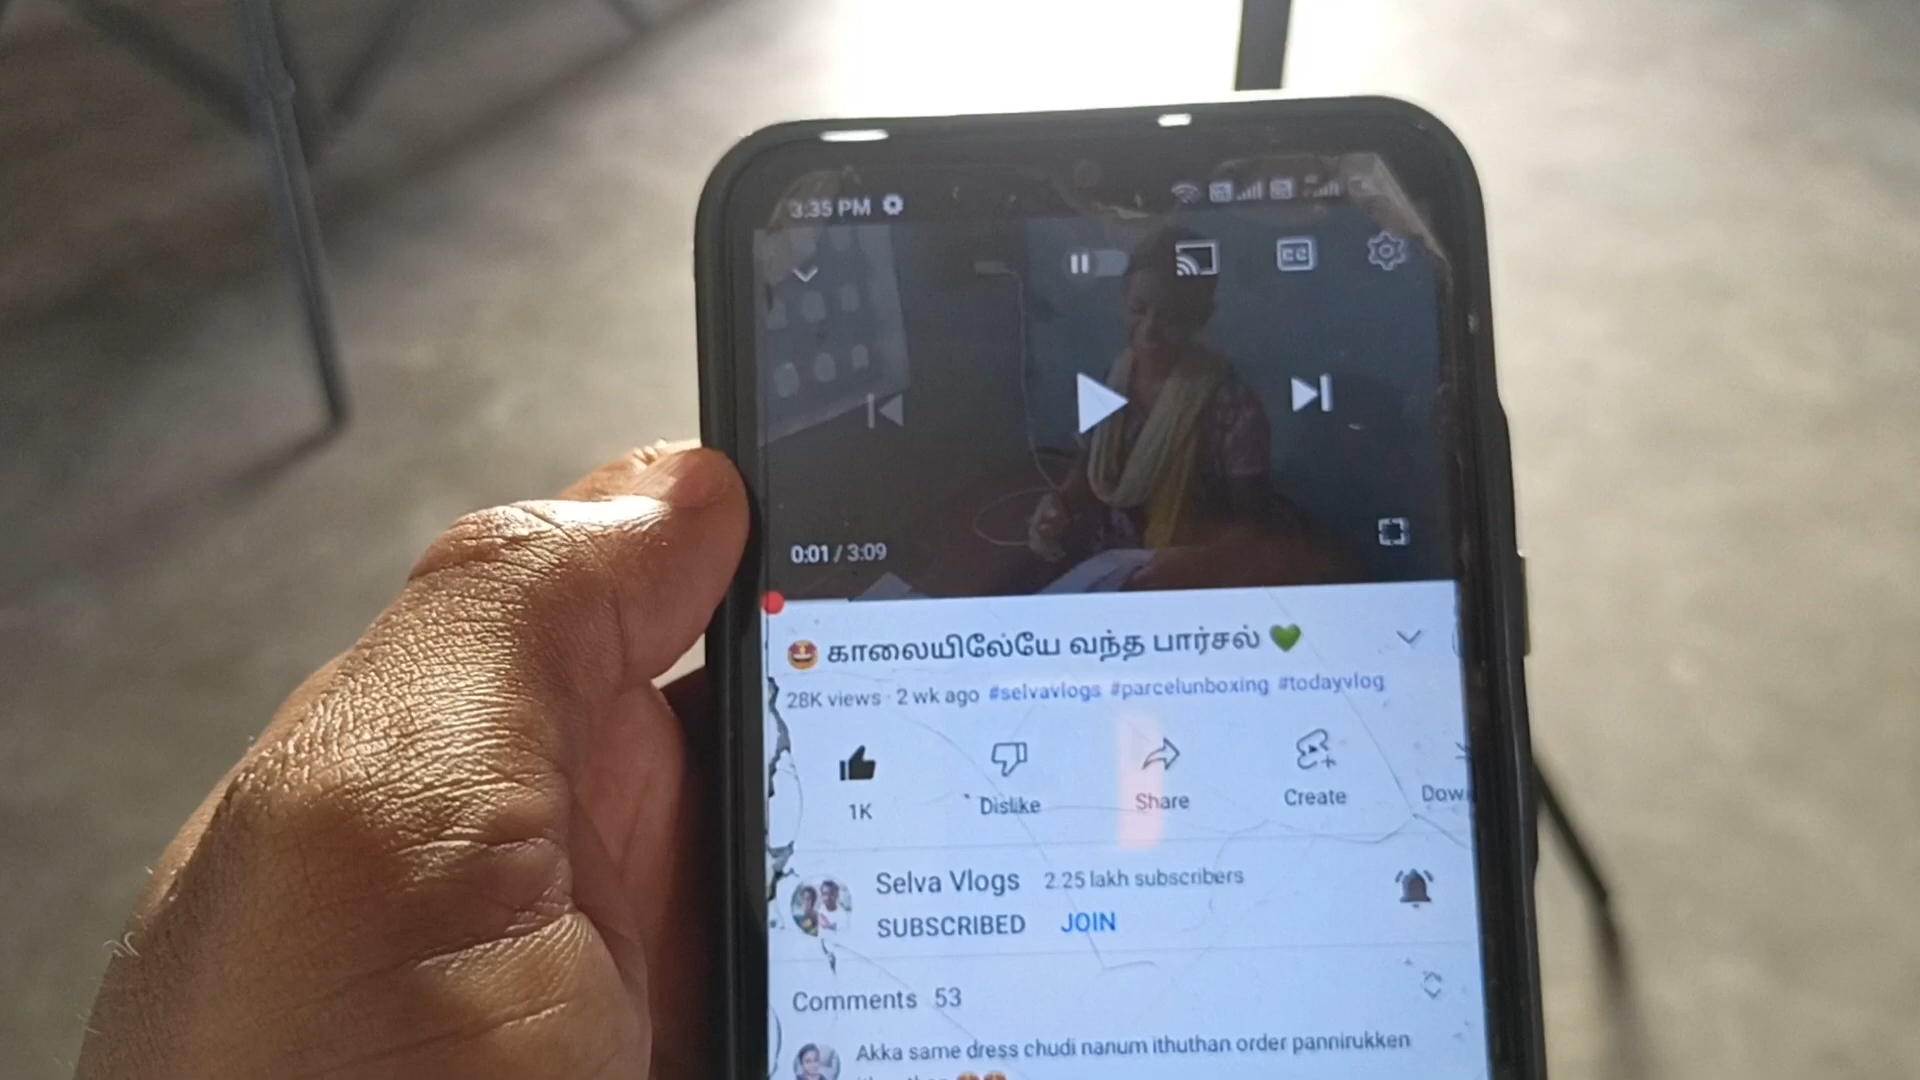 3:35 PM
CC
0:01 / 3:09
🤩 காலையிலேயே வந்த பார்சல் 💚
28K views · 2 wk ago #selvavlogs #parcelunboxing #todayvlog
1K Dislike Share Create
Selva Vlogs 2.25 lakh subscribers
SUBSCRIBED JOIN
Comments 53
Akka same dress chudi nanum ithuthan order pannirukken